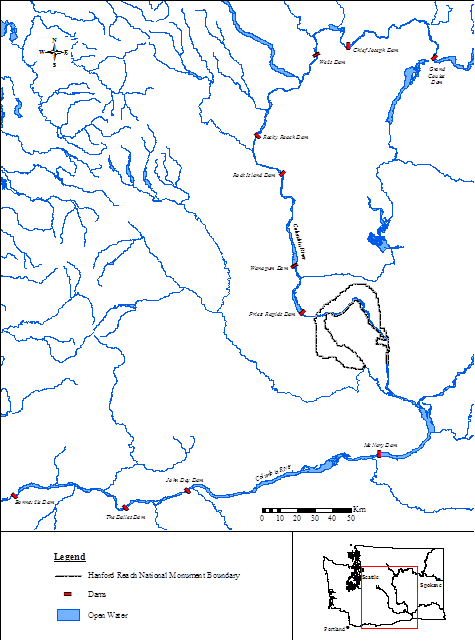 N
W E
S
Chief Joseph Dam
Wells Dam
Grand
Coulee
Dam
Rocky Reach Dam
Rock Island Dam
Columbia River
Wanapum Dam
Priest Rapids Dam
McNary Dam
Columbia River
John Day Dam
Bonneville Dam
The Dalles Dam
0 5 10 20 30 40 50 Km
Legend
Hanford Reach National Monument Boundary
Dams
Open Water
Seattle
Spokane
Portland